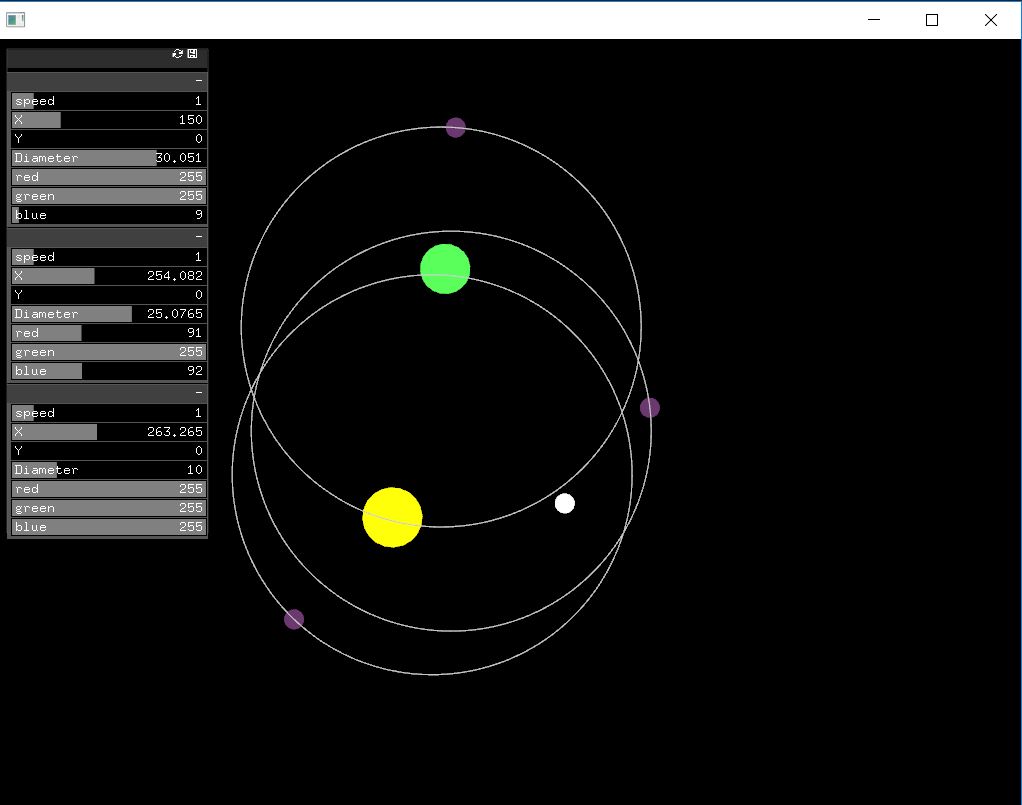 -
speed 1
X 150
Y 0
Diameter 30.051
red 255
green 255
blue 9
-
speed 1
X 254.082
Y 0
Diameter 25.0765
red 91
green 255
blue 92
-
speed 1
X 263.265
Y 0
Diameter 10
red 255
green 255
blue 255